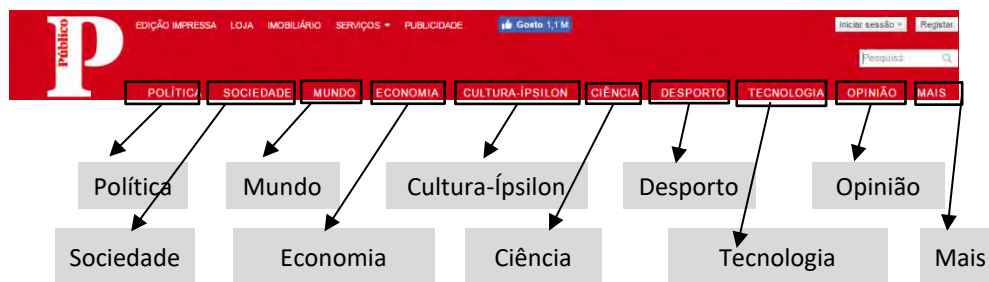 Público
EDIÇÃO IMPRESSA LOJA IMOBILIÁRIO SERVIÇOS PUBLICIDADE Gosto 1,1 M Iniciar sessão Registar
Pesquisa
POLÍTICA SOCIEDADE MUNDO ECONOMIA CULTURA-ÍPSILON CIÊNCIA DESPORTO TECNOLOGIA OPINIÃO MAIS
Política Mundo Cultura-Ípsilon Desporto Opinião
Sociedade Economia Ciência Tecnologia Mais